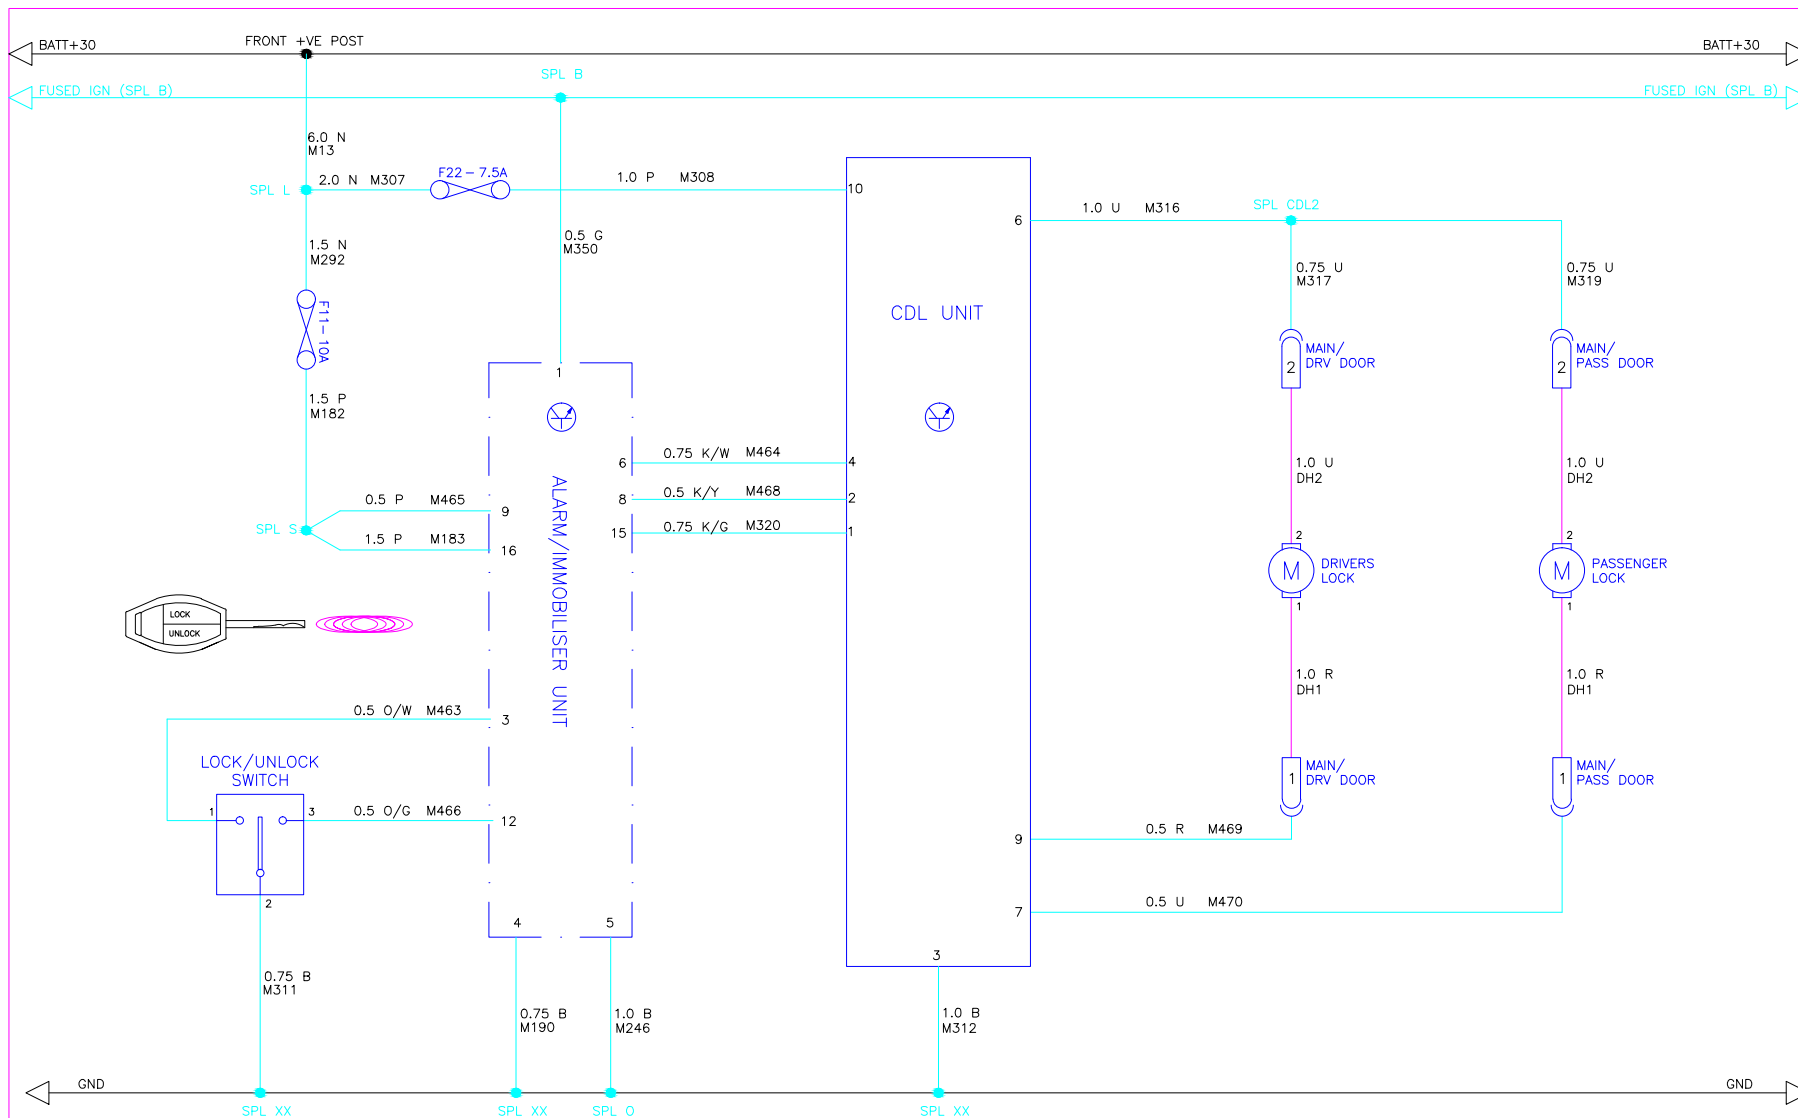 BATT+30
FRONT +VE POST
BATT+30
SPL B
FUSED IGN (SPL B)
FUSED IGN (SPL B)
6.0 N
M13
SPL L
2.0 N M307
F22 - 7.5A
1.0 P M308
10
6
1.0 U M316
SPL CDL2
1.5 N
M292
0.5 G
M350
0.75 U
M317
0.75 U
M319
F11 - 10A
CDL UNIT
MAIN/
DRV DOOR
2
MAIN/
PASS DOOR
2
1
1.5 P
M182
6
0.75 K/W M464
4
8
0.5 K/Y M468
2
15
0.75 K/G M320
1
1.0 U
DH2
1.0 U
DH2
ALARM/IMMOBILISER UNIT
0.5 P M465
9
SPL S
1.5 P M183
16
2
M
DRIVERS
LOCK
1
2
M
PASSENGER
LOCK
1
LOCK
UNLOCK
1.0 R
DH1
1.0 R
DH1
0.5 O/W M463
3
LOCK/UNLOCK
SWITCH
MAIN/
DRV DOOR
1
MAIN/
PASS DOOR
1
1
3
0.5 O/G M466
12
2
9
0.5 R M469
7
0.5 U M470
4
5
3
0.75 B
M311
0.75 B
M190
1.0 B
M246
1.0 B
M312
GND
GND
SPL XX
SPL XX
SPL O
SPL XX